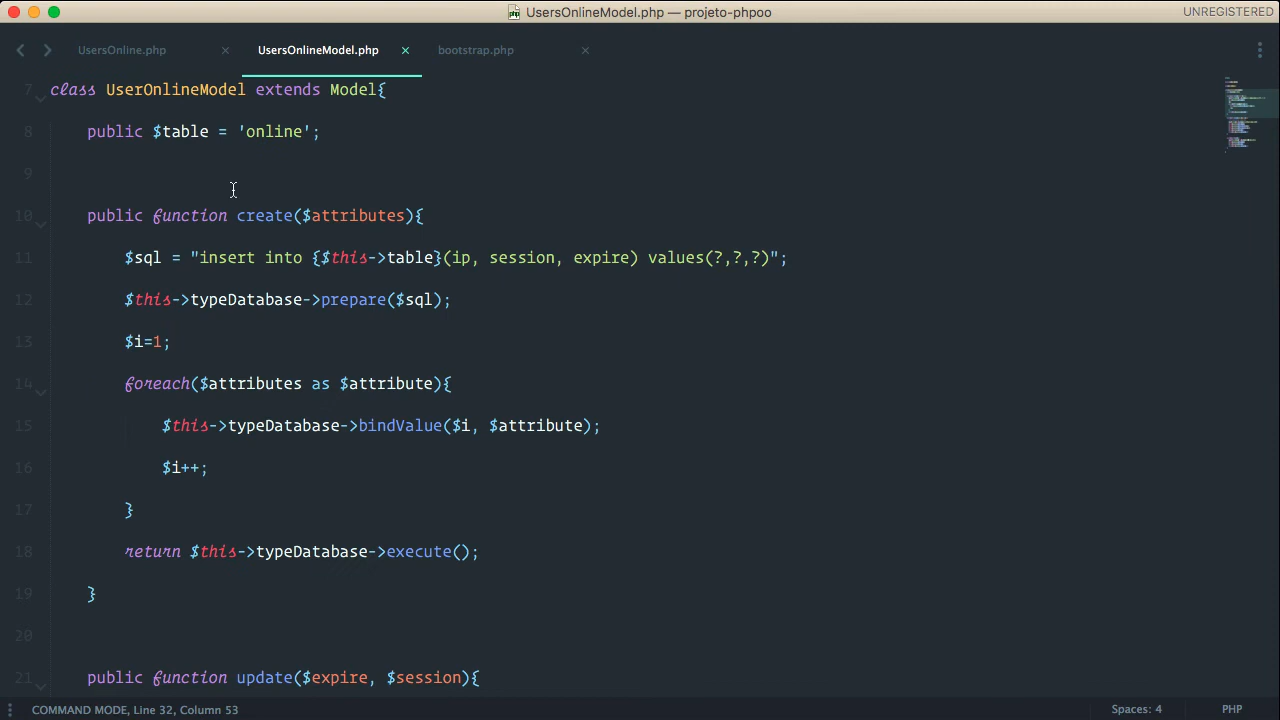 UsersOnlineModel.php — projeto-phpoo
UNREGISTERED
UsersOnline.php
UsersOnlineModel.php
bootstrap.php
7 class UserOnlineModel extends Model{
8 public $table = 'online';
9
10 public function create($attributes){
11 $sql = "insert into {$this->table}(ip, session, expire) values(?,?,?)";
12 $this->typeDatabase->prepare($sql);
13 $i=1;
14 foreach($attributes as $attribute){
15 $this->typeDatabase->bindValue($i, $attribute);
16 $i++;
17 }
18 return $this->typeDatabase->execute();
19 }
20
21 public function update($expire, $session){
COMMAND MODE, Line 32, Column 53
Spaces: 4
PHP